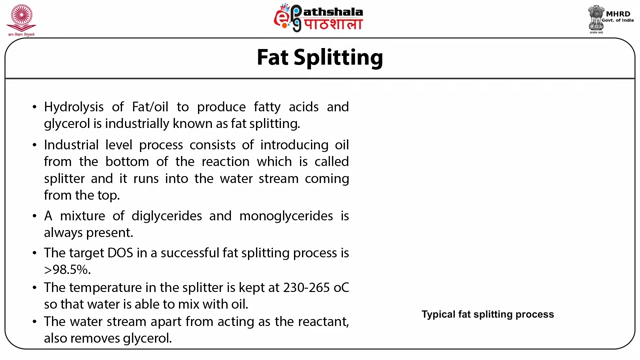 ePathshala
पाठशाला
MHRD
Govt. of India
Fat Splitting
• Hydrolysis of Fat/oil to produce fatty acids and
glycerol is industrially known as fat splitting.
• Industrial level process consists of introducing oil
from the bottom of the reaction which is called
splitter and it runs into the water stream coming
from the top.
• A mixture of diglycerides and monoglycerides is
always present.
• The target DOS in a successful fat splitting process is
>98.5%.
• The temperature in the splitter is kept at 230-265 oC
so that water is able to mix with oil.
• The water stream apart from acting as the reactant,
also removes glycerol.
Typical fat splitting process